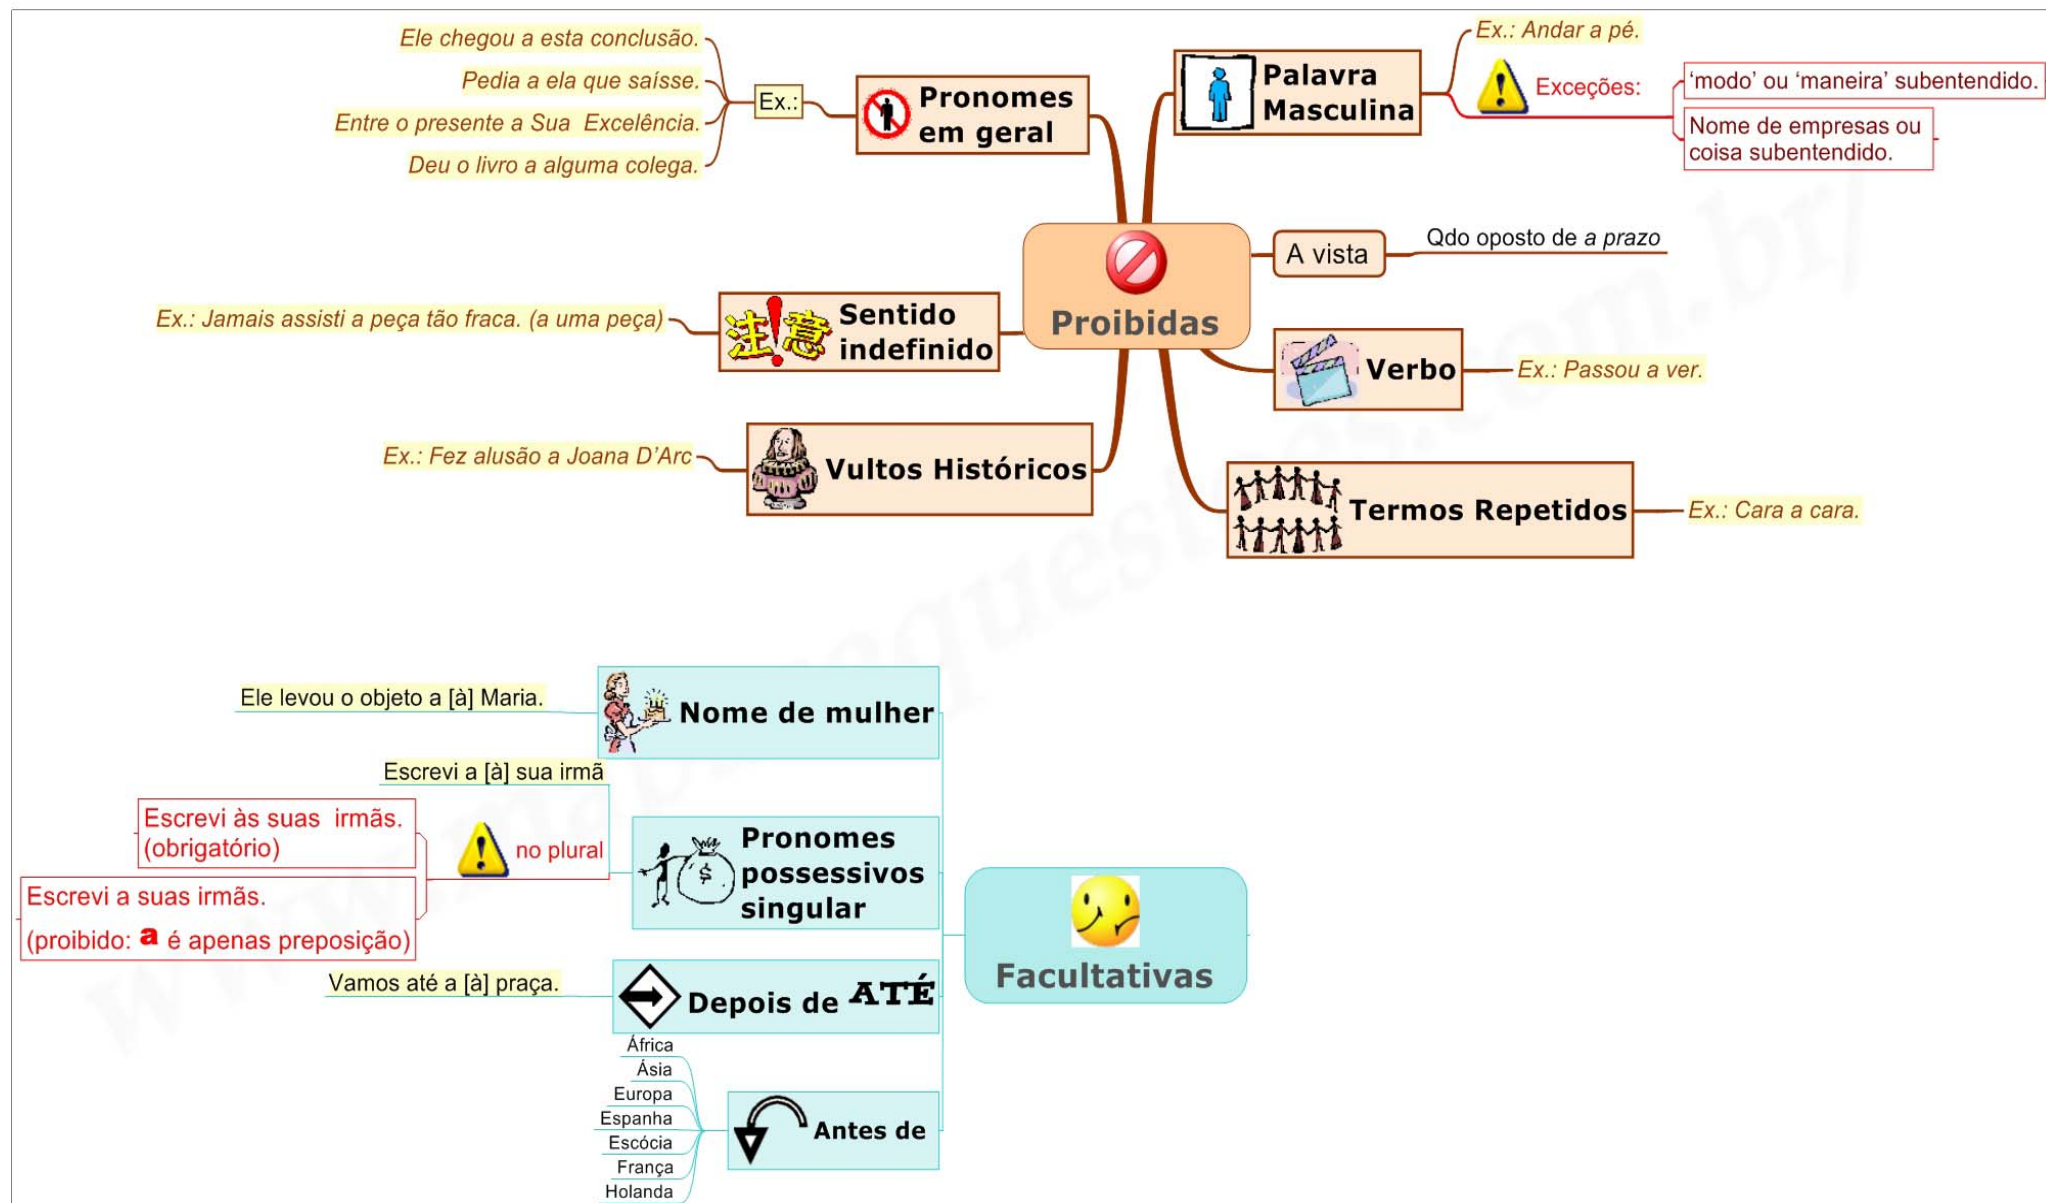 Ele chegou a esta conclusão.
Pedia a ela que saísse.
Entre o presente a Sua  Excelência.
Deu o livro a alguma colega.
Ex.:
Pronomes
em geral
Palavra
Masculina
Ex.: Andar a pé.
Exceções:
‘modo’ ou ‘maneira’ subentendido.
Nome de empresas ou
coisa subentendido.
Proibidas
A vista
Qdo oposto de a prazo
Ex.: Jamais assisti a peça tão fraca. (a uma peça)
注!意
Sentido
indefinido
Verbo
Ex.: Passou a ver.
Ex.: Fez alusão a Joana D’Arc
Vultos Históricos
Termos Repetidos
Ex.: Cara a cara.
Ele levou o objeto a [à] Maria.
Nome de mulher
Escrevi a [à] sua irmã
Escrevi às suas  irmãs.
(obrigatório)
no plural
Escrevi a suas irmãs.
(proibido: a é apenas preposição)
$
Pronomes
possessivos
singular
Facultativas
Vamos até a [à] praça.
Depois de ATÉ
África
Ásia
Europa
Espanha
Escócia
França
Holanda
Antes de